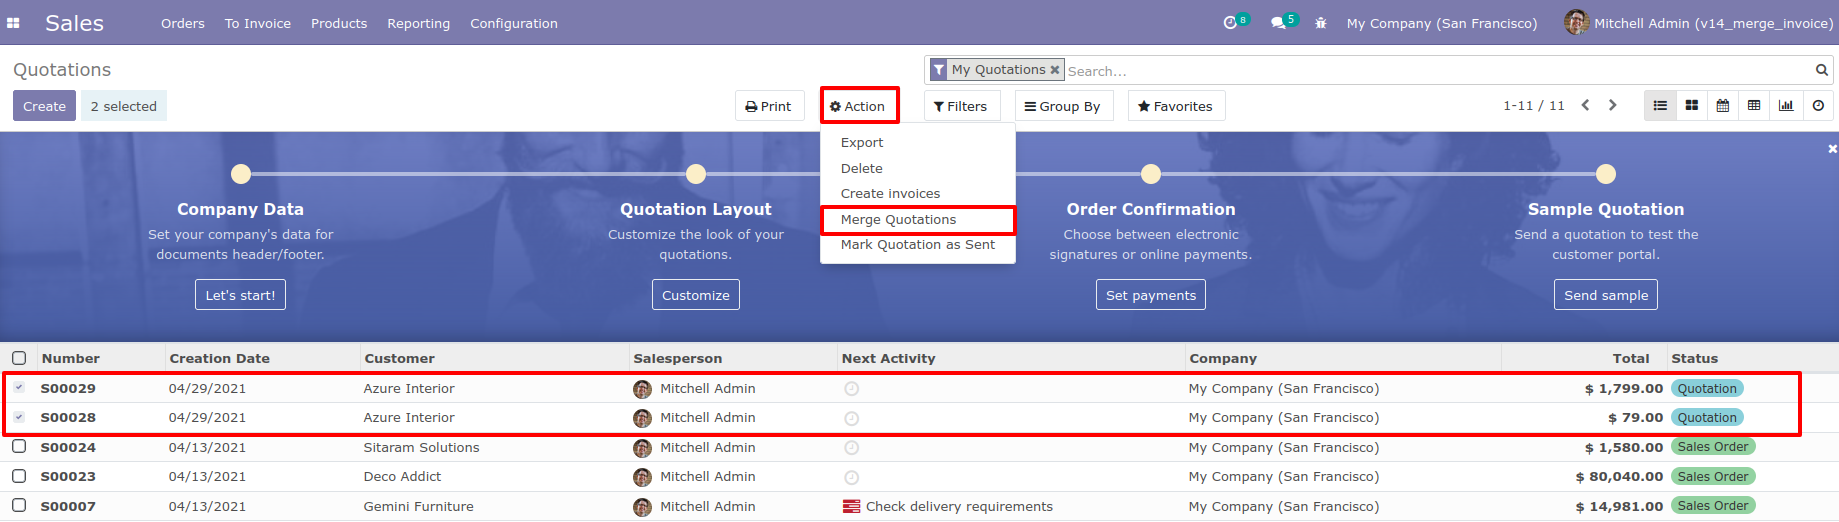 Sales Orders To Invoice Products Reporting Configuration 8 5 My Company (San Francisco) Mitchell Admin (v14_merge_invoice)
Quotations My Quotations Search...
Create 2 selected Print Action Filters Group By Favorites 1-11 / 11
Export
Delete
Create invoices
Merge Quotations
Mark Quotation as Sent
Company Data
Set your company's data for
documents header/footer.
Let's start!
Quotation Layout
Customize the look of your
quotations.
Customize
Order Confirmation
Choose between electronic
signatures or online payments.
Set payments
Sample Quotation
Send a quotation to test the
customer portal.
Send sample
Number Creation Date Customer Salesperson Next Activity Company Total Status
S00029 04/29/2021 Azure Interior Mitchell Admin My Company (San Francisco) $ 1,799.00 Quotation
S00028 04/29/2021 Azure Interior Mitchell Admin My Company (San Francisco) $ 79.00 Quotation
S00024 04/13/2021 Sitaram Solutions Mitchell Admin My Company (San Francisco) $ 1,580.00 Sales Order
S00023 04/13/2021 Deco Addict Mitchell Admin My Company (San Francisco) $ 80,040.00 Sales Order
S00007 04/13/2021 Gemini Furniture Mitchell Admin Check delivery requirements My Company (San Francisco) $ 14,981.00 Sales Order